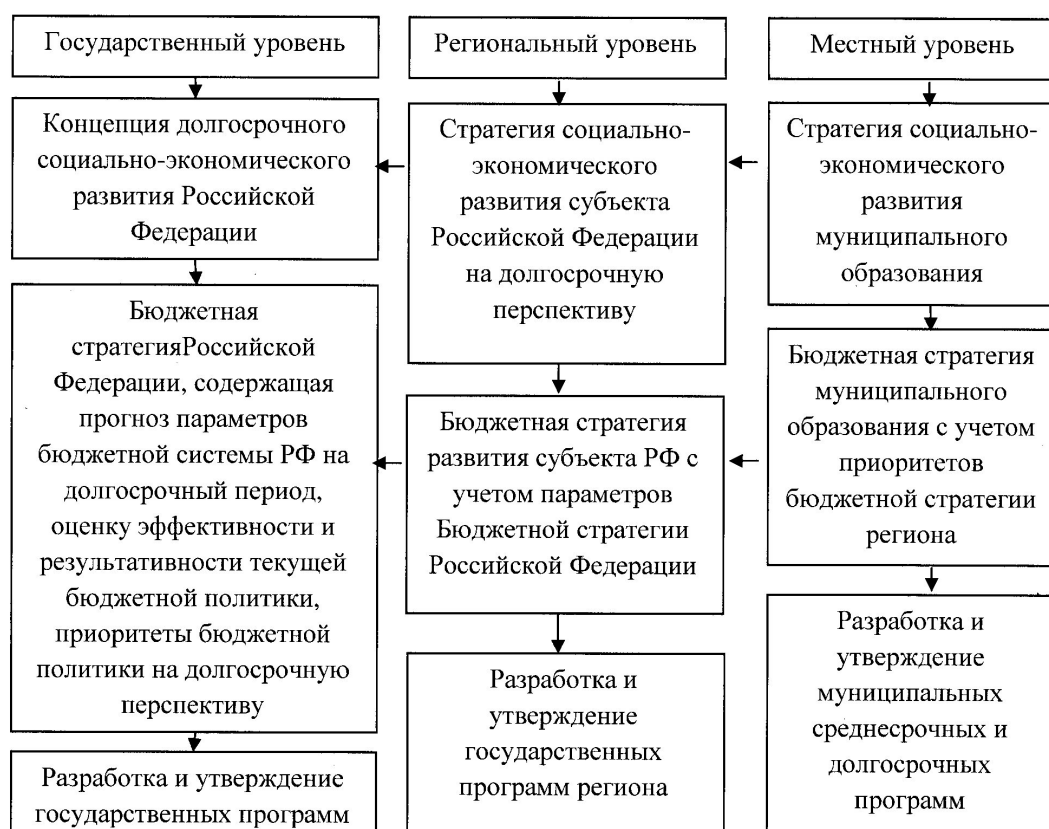 Государственный уровень
Концепция долгосрочного
социально-экономического
развития Российской
Федерации
Бюджетная
стратегияРоссийской
Федерации, содержащая
прогноз параметров
бюджетной системы РФ на
долгосрочный период,
оценку эффективности и
результативности текущей
бюджетной политики,
приоритеты бюджетной
политики на долгосрочную
перспективу
Разработка и утверждение
государственных программ
Региональный уровень
Стратегия социально-
экономического
развития субъекта
Российской Федерации
на долгосрочную
перспективу
Бюджетная стратегия
развития субъекта РФ с
учетом параметров
Бюджетной стратегии
Российской Федерации
Разработка и
утверждение
государственных
программ региона
Местный уровень
Стратегия социально-
экономического
развития
муниципального
образования
Бюджетная стратегия
муниципального
образования с учетом
приоритетов
бюджетной стратегии
региона
Разработка и
утверждение
муниципальных
среднесрочных и
долгосрочных
программ